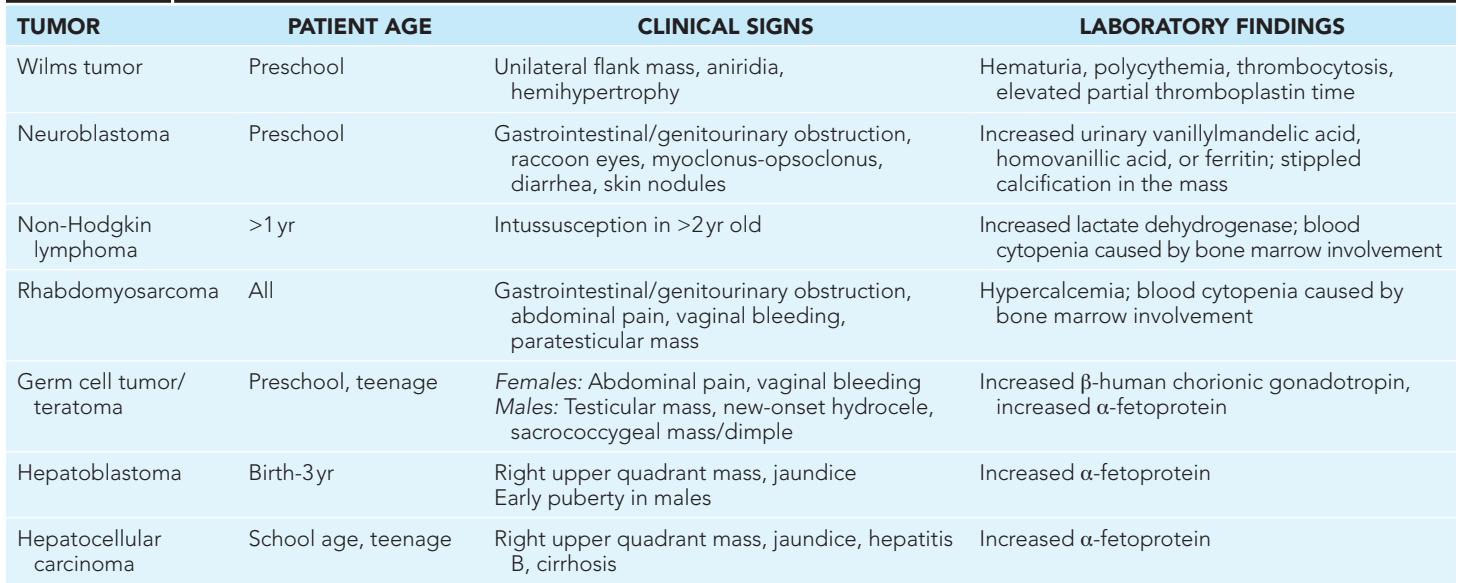 TUMOR PATIENT AGE CLINICAL SIGNS LABORATORY FINDINGS
Wilms tumor Preschool Unilateral flank mass, aniridia, Hematuria, polycythemia, thrombocytosis,
hemihypertrophy elevated partial thromboplastin time
Neuroblastoma Preschool Gastrointestinal/genitourinary obstruction, Increased urinary vanillylmandelic acid,
raccoon eyes, myoclonus-opsoclonus, homovanillic acid, or ferritin; stippled
diarrhea, skin nodules calcification in the mass
Non-Hodgkin >1 yr Intussusception in >2 yr old Increased lactate dehydrogenase; blood
lymphoma cytopenia caused by bone marrow involvement
Rhabdomyosarcoma All Gastrointestinal/genitourinary obstruction, Hypercalcemia; blood cytopenia caused by
abdominal pain, vaginal bleeding, bone marrow involvement
paratesticular mass
Germ cell tumor/ Preschool, teenage Females: Abdominal pain, vaginal bleeding Increased β-human chorionic gonadotropin,
teratoma Males: Testicular mass, new-onset hydrocele, increased α-fetoprotein
sacrococcygeal mass/dimple
Hepatoblastoma Birth-3 yr Right upper quadrant mass, jaundice Increased α-fetoprotein
Early puberty in males
Hepatocellular School age, teenage Right upper quadrant mass, jaundice, hepatitis Increased α-fetoprotein
carcinoma B, cirrhosis